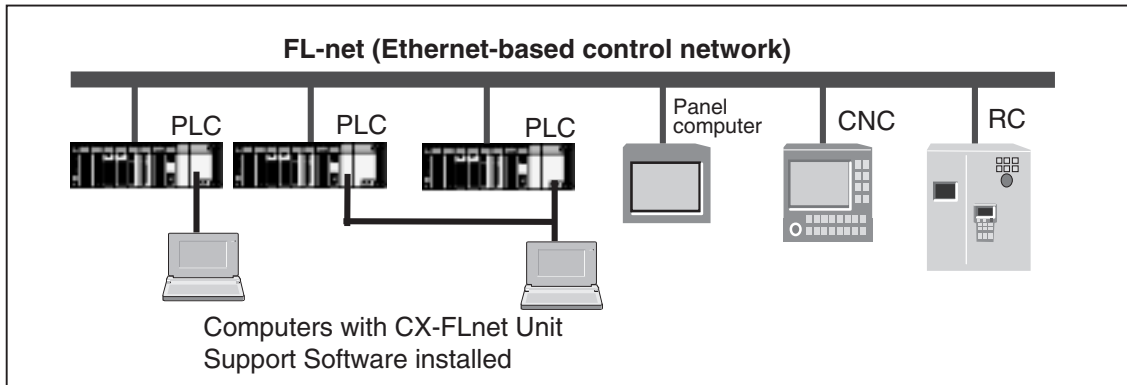 FL-net (Ethernet-based control network)
PLC
PLC
PLC
Panel
computer
CNC
RC
Computers with CX-FLnet Unit
Support Software installed